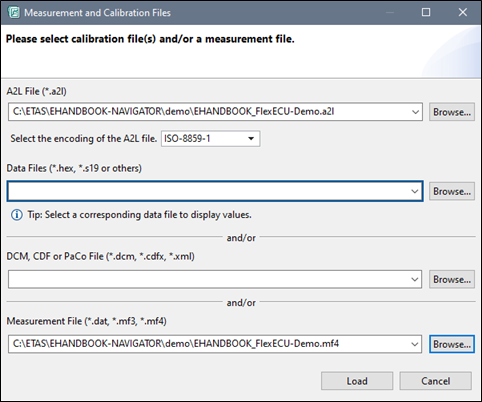 Measurement and Calibration Files
Please select calibration file(s) and/or a measurement file.
A2L File (*.a2l)
C:\ETAS\EHANDBOOK-NAVIGATOR\demo\EHANDBOOK_FlexECU-Demo.a2l
Browse...
Select the encoding of the A2L file.
ISO-8859-1
Data Files (*.hex, *.s19 or others)
Browse...
Tip: Select a corresponding data file to display values.
and/or
DCM, CDF or PaCo File (*.dcm, *.cdfx, *.xml)
Browse...
and/or
Measurement File (*.dat, *.mf3, *.mf4)
C:\ETAS\EHANDBOOK-NAVIGATOR\demo\EHANDBOOK_FlexECU-Demo.mf4
Browse...
Load
Cancel